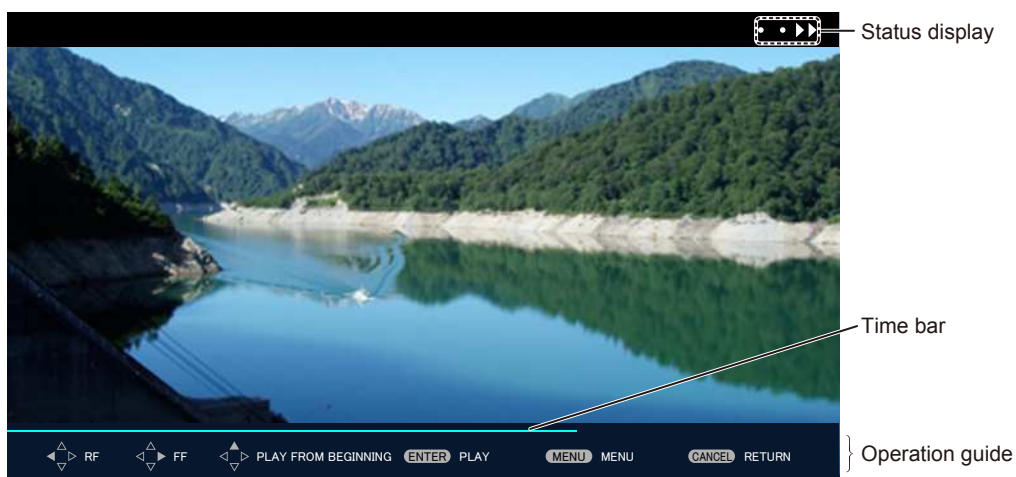 Status display
Time bar
RF FF PLAY FROM BEGINNING ENTER PLAY MENU MENU CANCEL RETURN
Operation guide